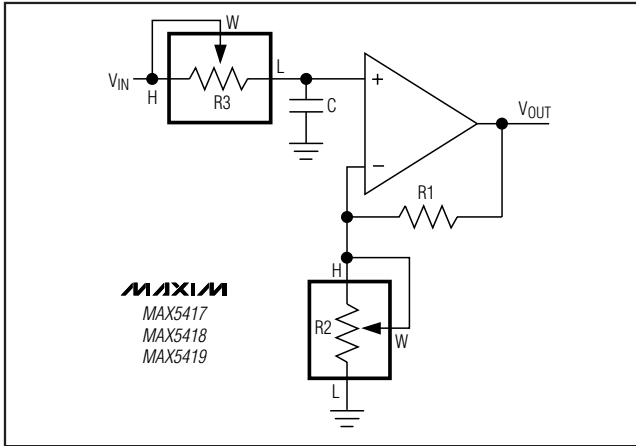 W
V_IN
H
R3
L
C
+
−
V_OUT
R1
H
R2
W
L
MAXIM
MAX5417
MAX5418
MAX5419